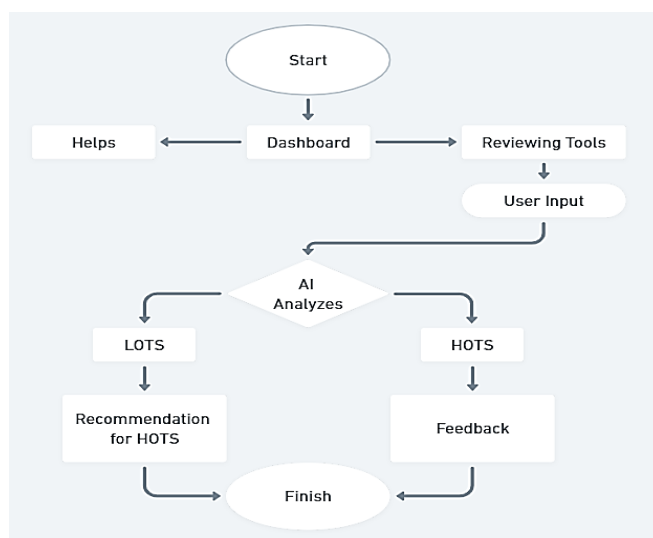 Start
Helps
Dashboard
Reviewing Tools
User Input
AI
Analyzes
LOTS
HOTS
Recommendation
for HOTS
Feedback
Finish